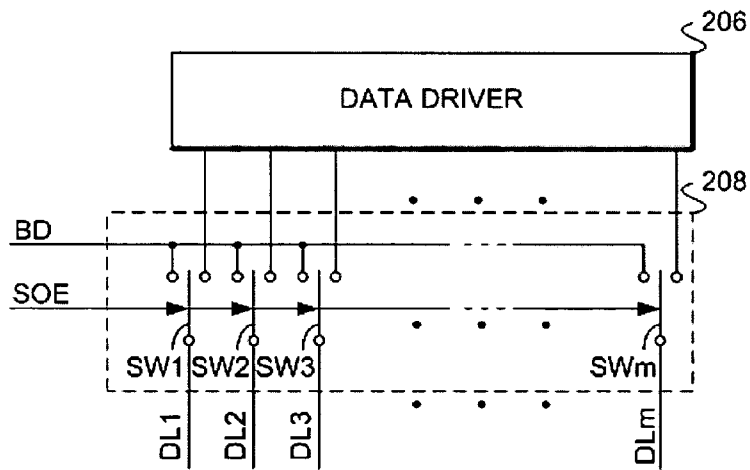 206
DATA DRIVER
208
BD
SOE
SW1 SW2 SW3 SWm
DL1 DL2 DL3 DLm